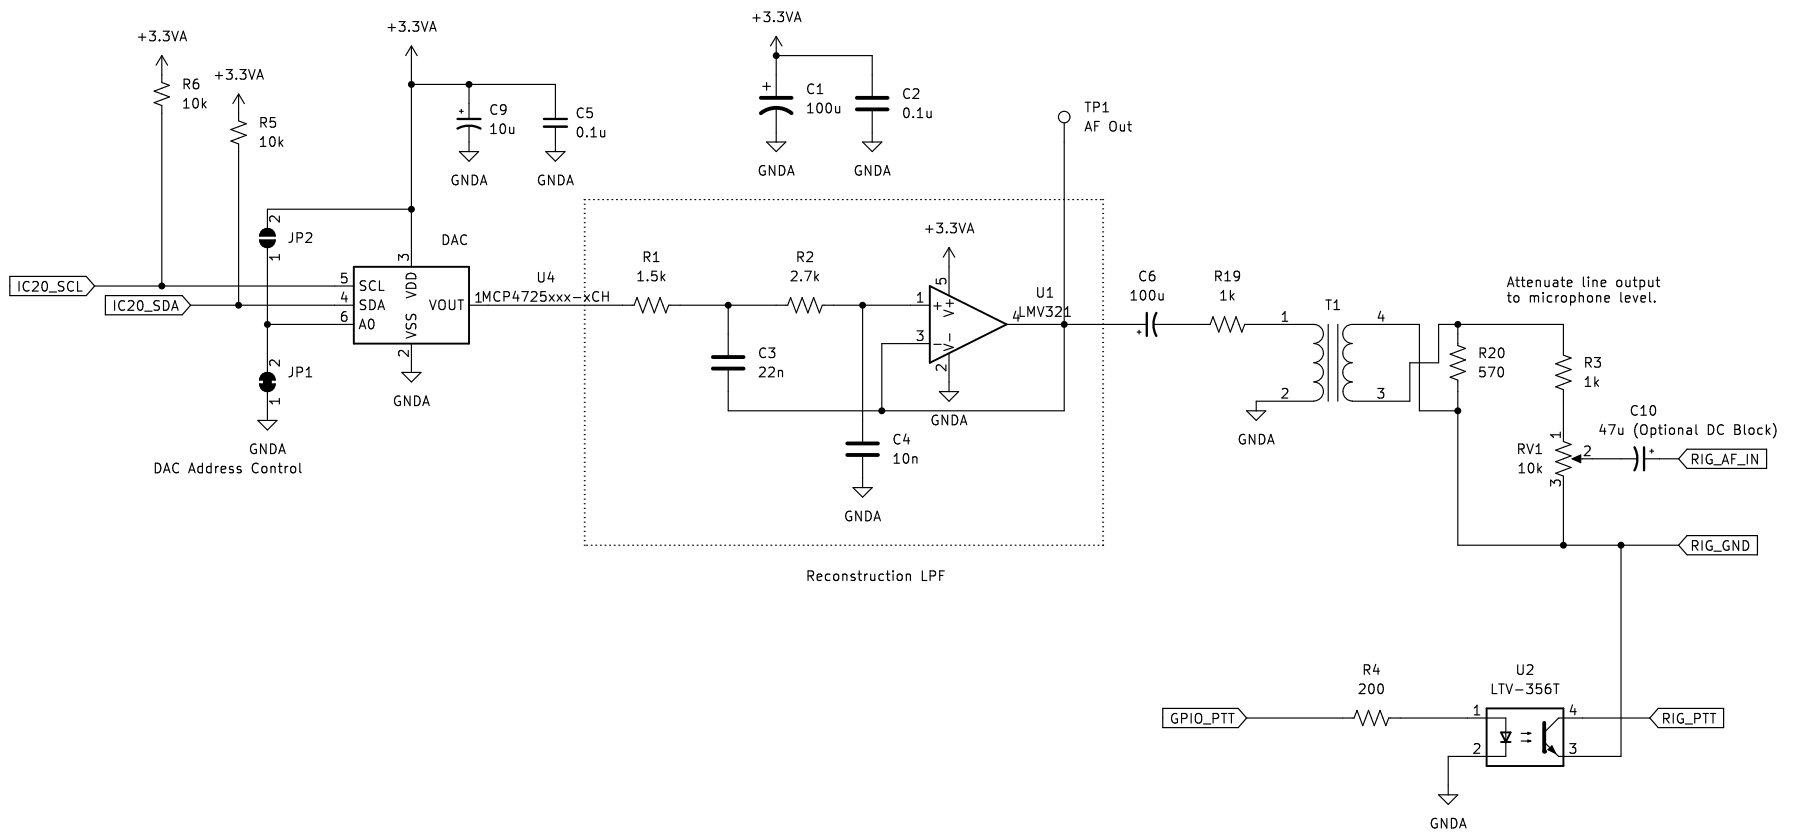 +3.3VA
+3.3VA
R6
10k
+3.3VA
R5
10k
C9
10u
+
C5
0.1u
GNDA
GNDA
+3.3VA
+
C1
100u
C2
0.1u
GNDA
GNDA
TP1
AF Out
2
JP2
1
DAC
3
IC20_SCL
IC20_SDA
5
SCL
4
SDA
6
A0
VDD
VSS
VOUT
1
2
U4
MCP4725xxx-xCH
GNDA
2
JP1
1
GNDA
DAC Address Control
R1
1.5k
R2
2.7k
C3
22n
C4
10n
GNDA
+3.3VA
5
1
+
V+
3
-
V-
2
4
U1
LMV321
GNDA
Reconstruction LPF
C6
100u
+
R19
1k
T1
1
2
4
3
GNDA
Attenuate line output
to microphone level.
R20
570
R3
1k
C10
47u (Optional DC Block)
+
RV1
10k
1
2
3
RIG_AF_IN
RIG_GND
U2
LTV-356T
R4
200
GPIO_PTT
1
2
4
3
RIG_PTT
GNDA